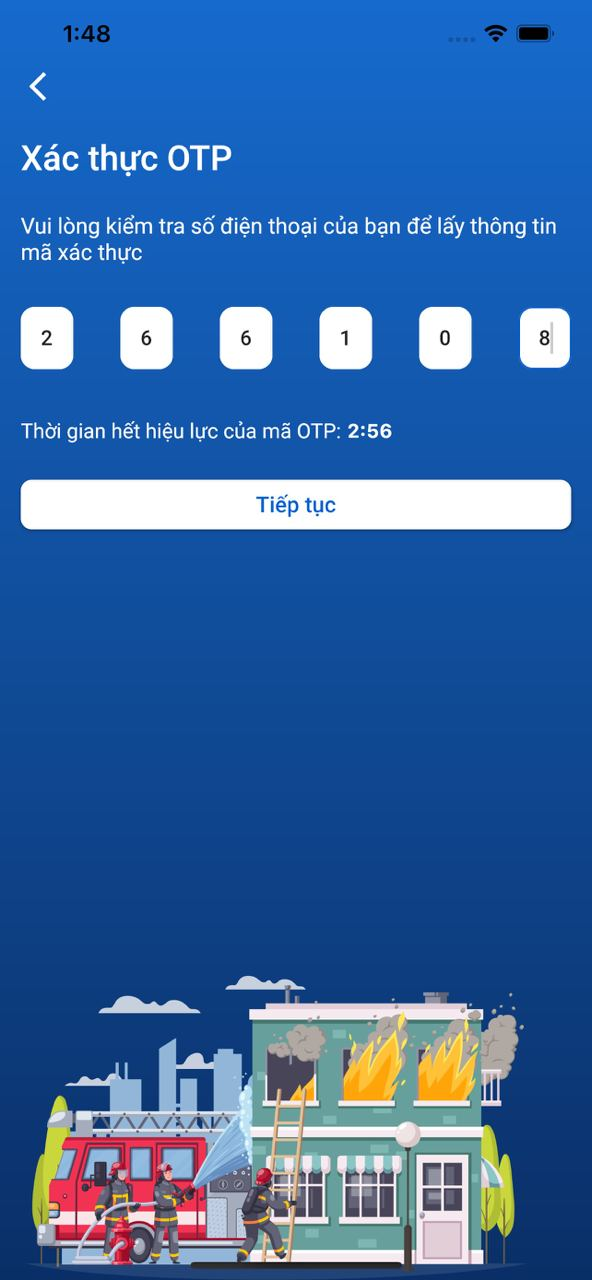 1:48
Xác thực OTP
Vui lòng kiểm tra số điện thoại của bạn để lấy thông tin
mã xác thực
2 6 6 1 0 8
Thời gian hết hiệu lực của mã OTP: 2:56
Tiếp tục